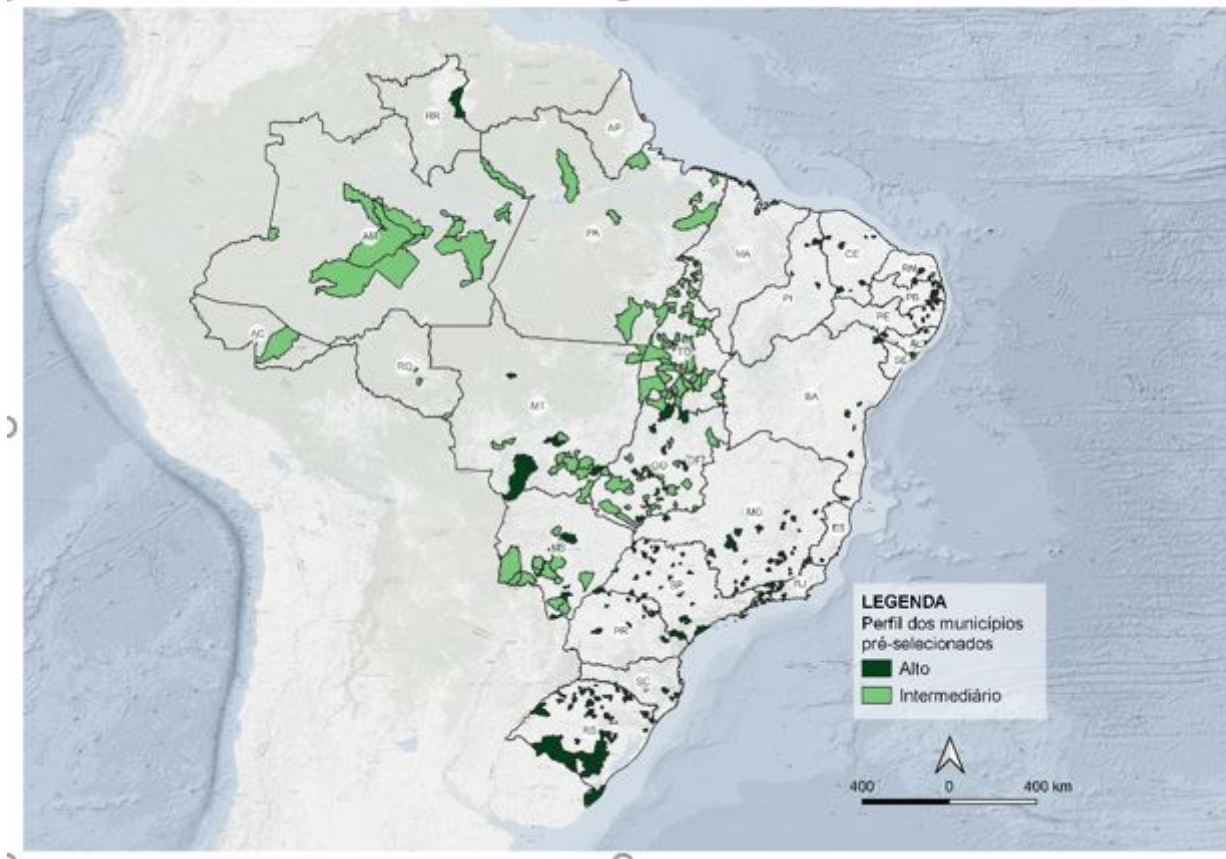 RR
AP
AM
PA
MA
CE
RN
PB
PE
PI
AL
SE
AC
RO
TO
MT
BA
DF
GO
MG
ES
MS
SP
RJ
PR
SC
RS
LEGENDA
Perfil dos municípios
pré-selecionados
Alto
Intermediário
400 0 400 km